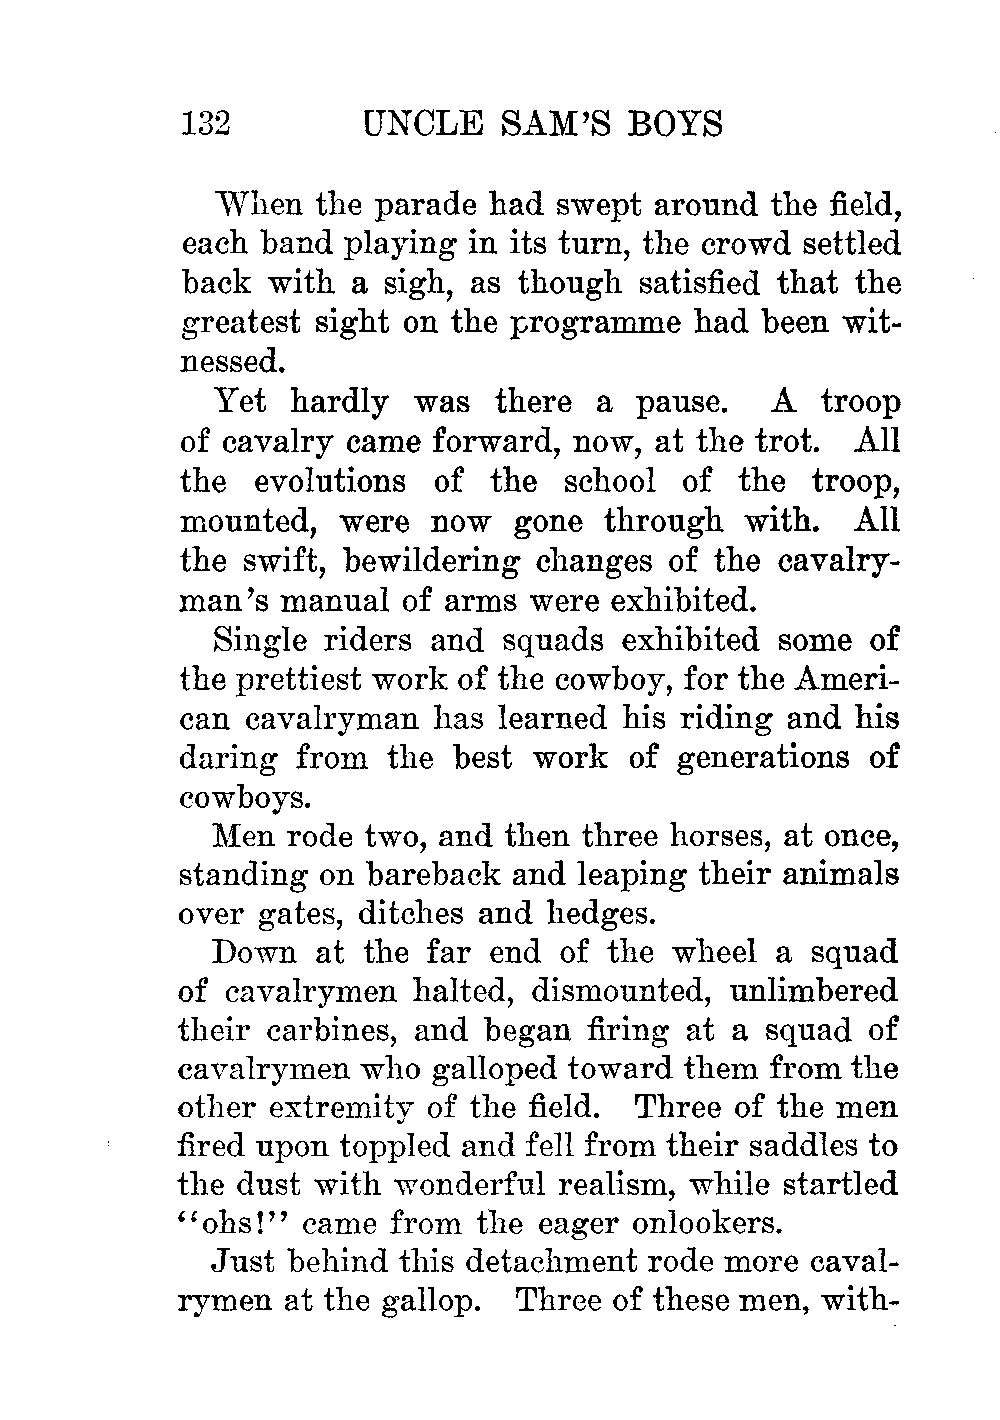 132 UNCLE SAM'S BOYS
When the parade had swept around the field,
each band playing in its turn, the crowd settled
back with a sigh, as though satisfied that the
greatest sight on the programme had been wit-
nessed.
Yet hardly was there a pause. A troop
of cavalry came forward, now, at the trot. All
the evolutions of the school of the troop,
mounted, were now gone through with. All
the swift, bewildering changes of the cavalry-
man's manual of arms were exhibited.
Single riders and squads exhibited some of
the prettiest work of the cowboy, for the Ameri-
can cavalryman has learned his riding and his
daring from the best work of generations of
cowboys.
Men rode two, and then three horses, at once,
standing on bareback and leaping their animals
over gates, ditches and hedges.
Down at the far end of the wheel a squad
of cavalrymen halted, dismounted, unlimbered
their carbines, and began firing at a squad of
cavalrymen who galloped toward them from the
other extremity of the field. Three of the men
fired upon toppled and fell from their saddles to
the dust with wonderful realism, while startled
"ohs!" came from the eager onlookers.
Just behind this detachment rode more caval-
rymen at the gallop. Three of these men, with-